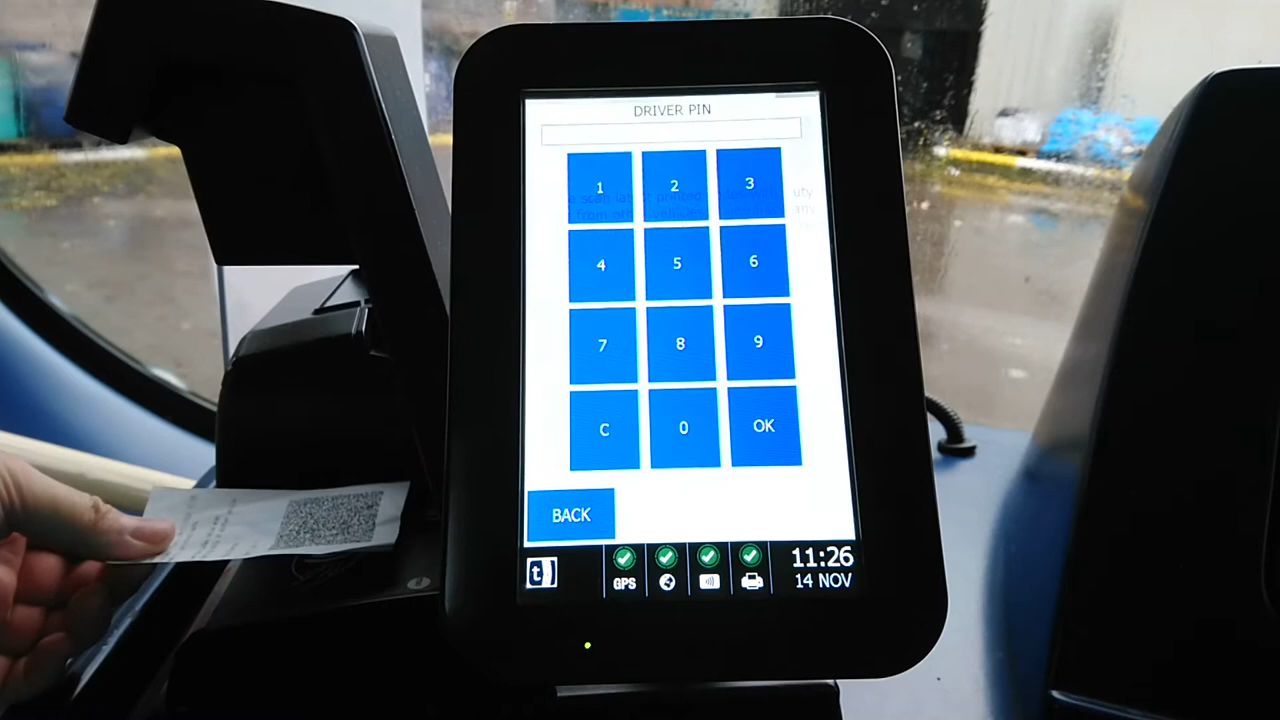 DRIVER PIN
1 2 3
4 5 6
7 8 9
C 0 OK
BACK
t
GPS
11:26
14 NOV